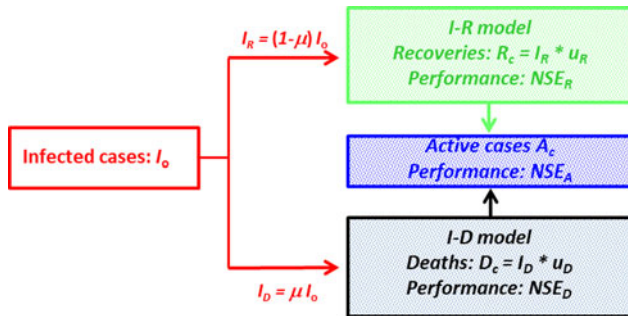 I-R model
I_R = (1-μ) I_o
Recoveries: R_c = I_R * u_R
Performance: NSE_R
Infected cases: I_o
Active cases A_c
Performance: NSE_A
I-D model
Deaths: D_c = I_D * u_D
I_D = μ I_o
Performance: NSE_D